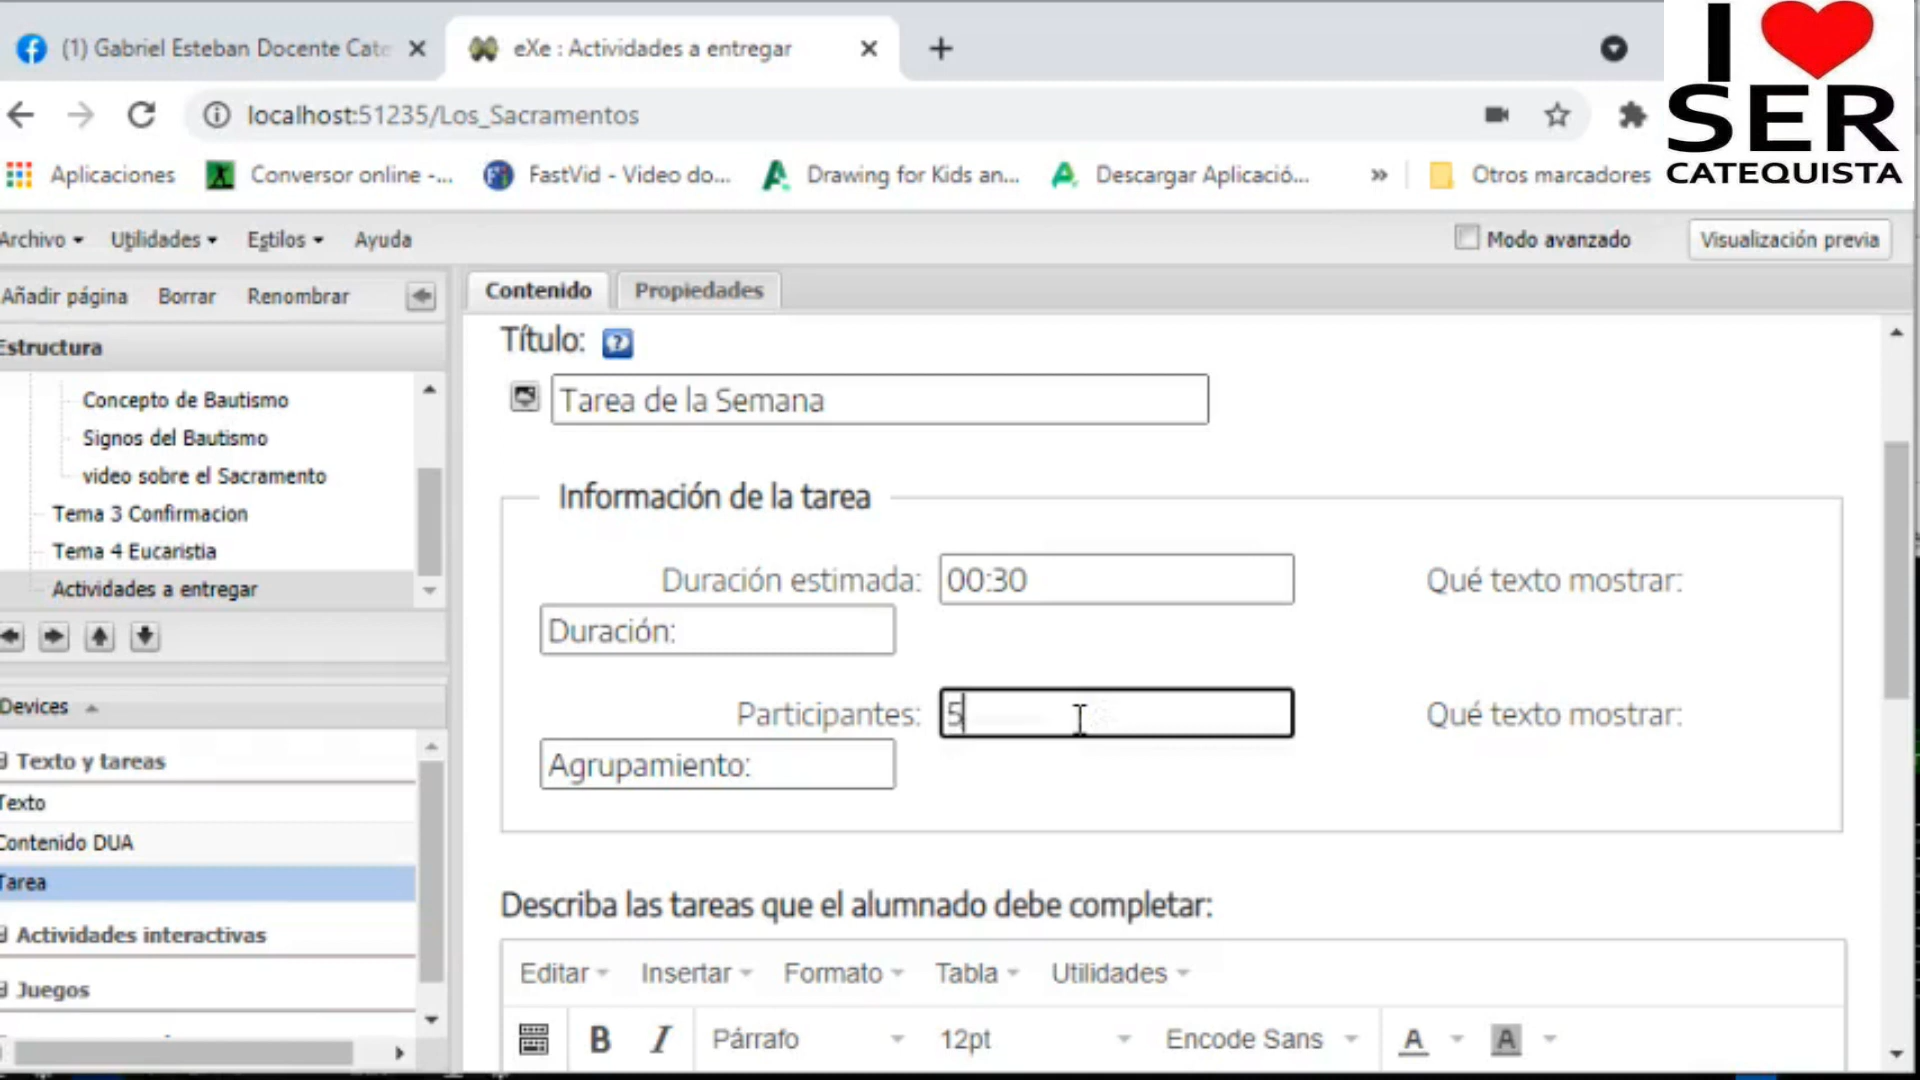 (1) Gabriel Esteban Docente Cate
eXe : Actividades a entregar
I
SER
CATEQUISTA
localhost:51235/Los_Sacramentos
Aplicaciones
Conversor online -...
FastVid - Video do...
Drawing for Kids an...
Descargar Aplicació...
»
Otros marcadores
Archivo
Utilidades
Estilos
Ayuda
Modo avanzado
Visualización previa
Añadir página
Borrar
Renombrar
Contenido
Propiedades
Estructura
Concepto de Bautismo
Signos del Bautismo
video sobre el Sacramento
Tema 3 Confirmacion
Tema 4 Eucaristia
Actividades a entregar
Devices
Texto y tareas
Texto
Contenido DUA
Tarea
Actividades interactivas
Juegos
Título:
Tarea de la Semana
Información de la tarea
Duración estimada:
00:30
Qué texto mostrar:
Duración:
Participantes:
5
Qué texto mostrar:
Agrupamiento:
Describa las tareas que el alumnado debe completar:
Editar
Insertar
Formato
Tabla
Utilidades
B
I
Párrafo
12pt
Encode Sans
A
A